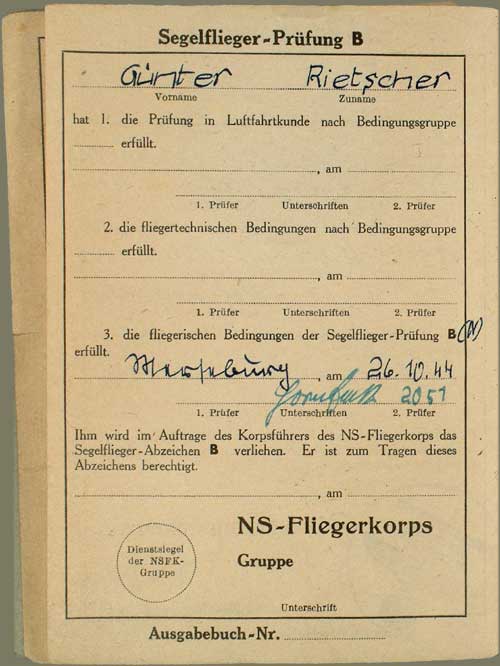 Segelflieger-Prüfung B
Günter Rietscher
Vorname Zuname
hat 1. die Prüfung in Luftfahrtkunde nach Bedingungsgruppe
erfüllt.
, am
1. Prüfer Unterschriften 2. Prüfer
2. die fliegertechnischen Bedingungen nach Bedingungsgruppe
erfüllt.
, am
1. Prüfer Unterschriften 2. Prüfer
3. die fliegerischen Bedingungen der Segelflieger-Prüfung B (N)
erfüllt.
Merseburg, am 26.10.44
2051
1. Prüfer Unterschriften 2. Prüfer
Ihm wird im Auftrage des Korpsführers des NS-Fliegerkorps das
Segelflieger-Abzeichen B verliehen. Er ist zum Tragen dieses
Abzeichens berechtigt.
, am
NS-Fliegerkorps
Gruppe
Dienstsiegel
der NSFK-
Gruppe
Unterschrift
Ausgabebuch-Nr.